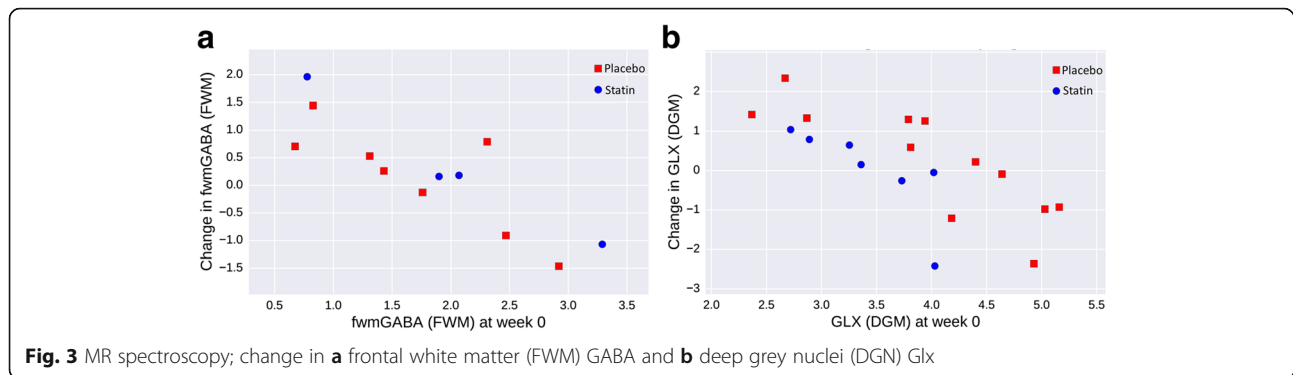 a
Change in fwmGABA (FWM)
2.0
1.5
1.0
0.5
0.0
−0.5
−1.0
−1.5
0.5 1.0 1.5 2.0 2.5 3.0 3.5
fwmGABA (FWM) at week 0
Placebo
Statin
b
Change in GLX (DGM)
2
1
0
−1
−2
−3
2.0 2.5 3.0 3.5 4.0 4.5 5.0 5.5
GLX (DGM) at week 0
Placebo
Statin
Fig. 3 MR spectroscopy; change in a frontal white matter (FWM) GABA and b deep grey nuclei (DGN) Glx